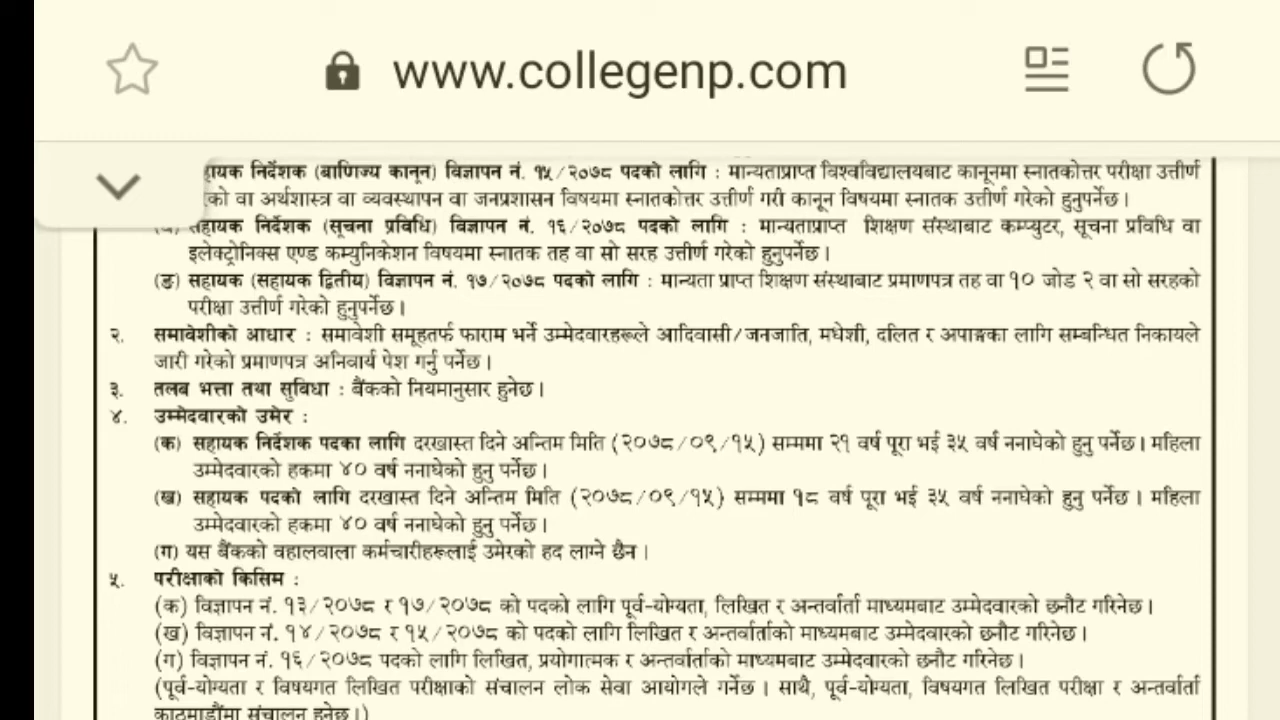 www.collegenp.com
निर्देशक (बाणिज्य कानून) विज्ञापन नं. १५/२०७८ पदको लागि : मान्यताप्राप्त विश्वविद्यालयबाट कानूनमा स्नातकोत्तर परीक्षा उत्तीर्ण
वा अर्थशास्त्र वा व्यवस्थापन वा जनप्रशासन विषयमा स्नातकोत्तर उत्तीर्ण गरी कानून विषयमा स्नातक उत्तीर्ण गरेको हुनुपर्नेछ।
सहायक निर्देशक (सूचना प्रविधि) विज्ञापन नं. १६/२०७८ पदको लागि : मान्यताप्राप्त शिक्षण संस्थाबाट कम्प्युटर, सूचना प्रविधि वा
इलेक्ट्रोनिक्स एण्ड कम्युनिकेशन विषयमा स्नातक तह वा सो सरह उत्तीर्ण गरेको हुनुपर्नेछ।
(ङ) सहायक (सहायक द्वितीय) विज्ञापन नं. १७/२०७८ पदको लागि : मान्यता प्राप्त शिक्षण संस्थाबाट प्रमाणपत्र तह वा १० जोड २ वा सो सरहको
परीक्षा उत्तीर्ण गरेको हुनुपर्नेछ।
२. समावेशीको आधार : समावेशी समूहतर्फ फाराम भर्ने उम्मेदवारहरूले आदिवासी/जनजाति, मधेशी, दलित र अपाङ्गका लागि सम्बन्धित निकायले
जारी गरेको प्रमाणपत्र अनिवार्य पेश गर्नु पर्नेछ।
३. तलब भत्ता तथा सुविधा : बैंकको नियमानुसार हुनेछ।
४. उम्मेदवारको उमेर :
(क) सहायक निर्देशक पदका लागि दरखास्त दिने अन्तिम मिति (२०७८/०९/१५) सम्ममा २१ वर्ष पूरा भई ३५ वर्ष ननाघेको हुनु पर्नेछ। महिला
उम्मेदवारको हकमा ४० वर्ष ननाघेको हुनु पर्नेछ।
(ख) सहायक पदको लागि दरखास्त दिने अन्तिम मिति (२०७८/०९/१५) सम्ममा १८ वर्ष पूरा भई ३५ वर्ष ननाघेको हुनु पर्नेछ। महिला
उम्मेदवारको हकमा ४० वर्ष ननाघेको हुनु पर्नेछ।
(ग) यस बैंकको वहालवाला कर्मचारीहरूलाई उमेरको हद लाग्ने छैन।
५. परीक्षाको किसिम :
(क) विज्ञापन नं. १३/२०७८ र १७/२०७८ को पदको लागि पूर्व-योग्यता, लिखित र अन्तर्वार्ता माध्यमबाट उम्मेदवारको छनौट गरिनेछ।
(ख) विज्ञापन नं. १४/२०७८ र १५/२०७८ को पदको लागि लिखित र अन्तर्वार्ताको माध्यमबाट उम्मेदवारको छनौट गरिनेछ।
(ग) विज्ञापन नं. १६/२०७८ पदको लागि लिखित, प्रयोगात्मक र अन्तर्वार्ताको माध्यमबाट उम्मेदवारको छनौट गरिनेछ।
(पूर्व-योग्यता र विषयगत लिखित परीक्षाको संचालन लोक सेवा आयोगले गर्नेछ। साथै, पूर्व-योग्यता, विषयगत लिखित परीक्षा र अन्तर्वार्ता
काठमाडौंमा संचालन हुनेछ।)